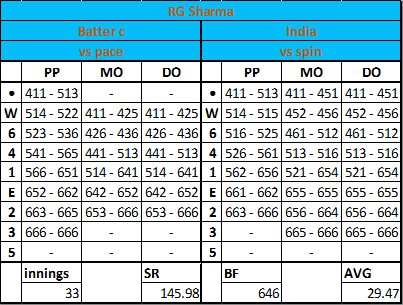 RG Sharma
Batter c India
vs pace vs spin
PP MO DO PP MO DO
• 411 - 513 - - • 411 - 513 411 - 451 411 - 451
W 514 - 522 411 - 425 411 - 425 W 514 - 515 452 - 456 452 - 456
6 523 - 536 426 - 436 426 - 436 6 516 - 525 461 - 512 461 - 512
4 541 - 565 441 - 513 441 - 513 4 526 - 561 513 - 516 513 - 516
1 566 - 651 514 - 641 514 - 641 1 562 - 656 521 - 654 521 - 654
E 652 - 662 642 - 652 642 - 652 E 661 - 662 655 - 655 655 - 655
2 663 - 665 653 - 666 653 - 666 2 663 - 666 656 - 664 656 - 664
3 666 - 666 - - 3 - 665 - 666 665 - 666
5 - - - 5 - - -
innings SR BF AVG
33 145.98 646 29.47